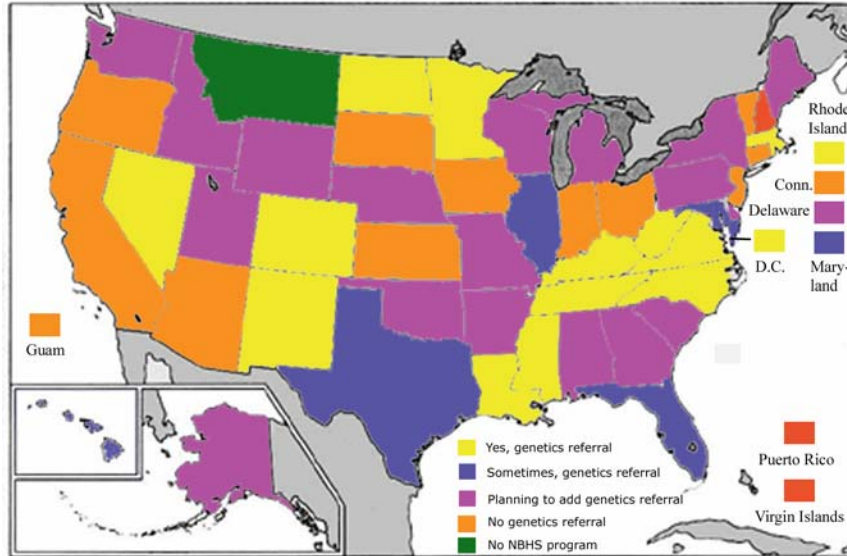 Rhode
Island
Conn.
Delaware
D.C.
Mary-
land
Guam
Yes, genetics referral
Sometimes, genetics referral
Planning to add genetics referral
No genetics referral
No NBHS program
Puerto Rico
Virgin Islands